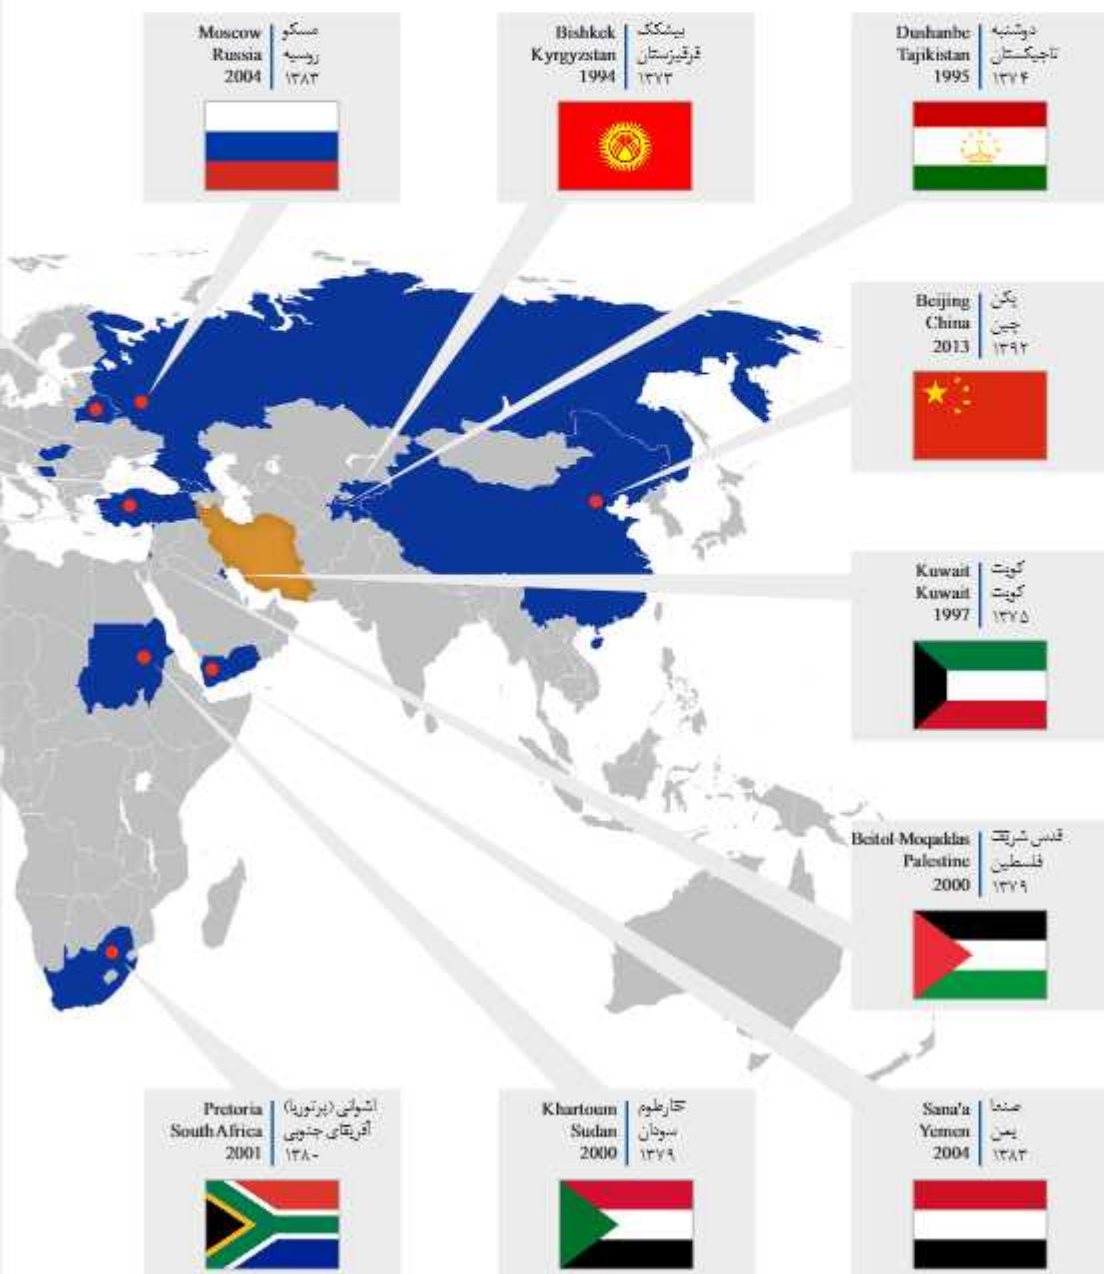 Moscow
Russia
2004
مسکو
روسیه
۱۳۸۳
Bishkek
Kyrgyzstan
1994
بیشکک
قرقیزستان
۱۳۷۳
Dushanbe
Tajikistan
1995
دوشنبه
تاجیکستان
۱۳۷۴
Beijing
China
2013
پکن
چین
۱۳۹۲
Kuwait
Kuwait
1997
کویت
کویت
۱۳۷۵
Beitol-Moqaddas
Palestine
2000
قدس شریف
فلسطین
۱۳۷۹
Pretoria
South Africa
2001
اشوانی (پرتوریا)
آفریقای جنوبی
۱۳۸۰
Khartoum
Sudan
2000
خارطوم
سودان
۱۳۷۹
Sana'a
Yemen
2004
صنعا
یمن
۱۳۸۳